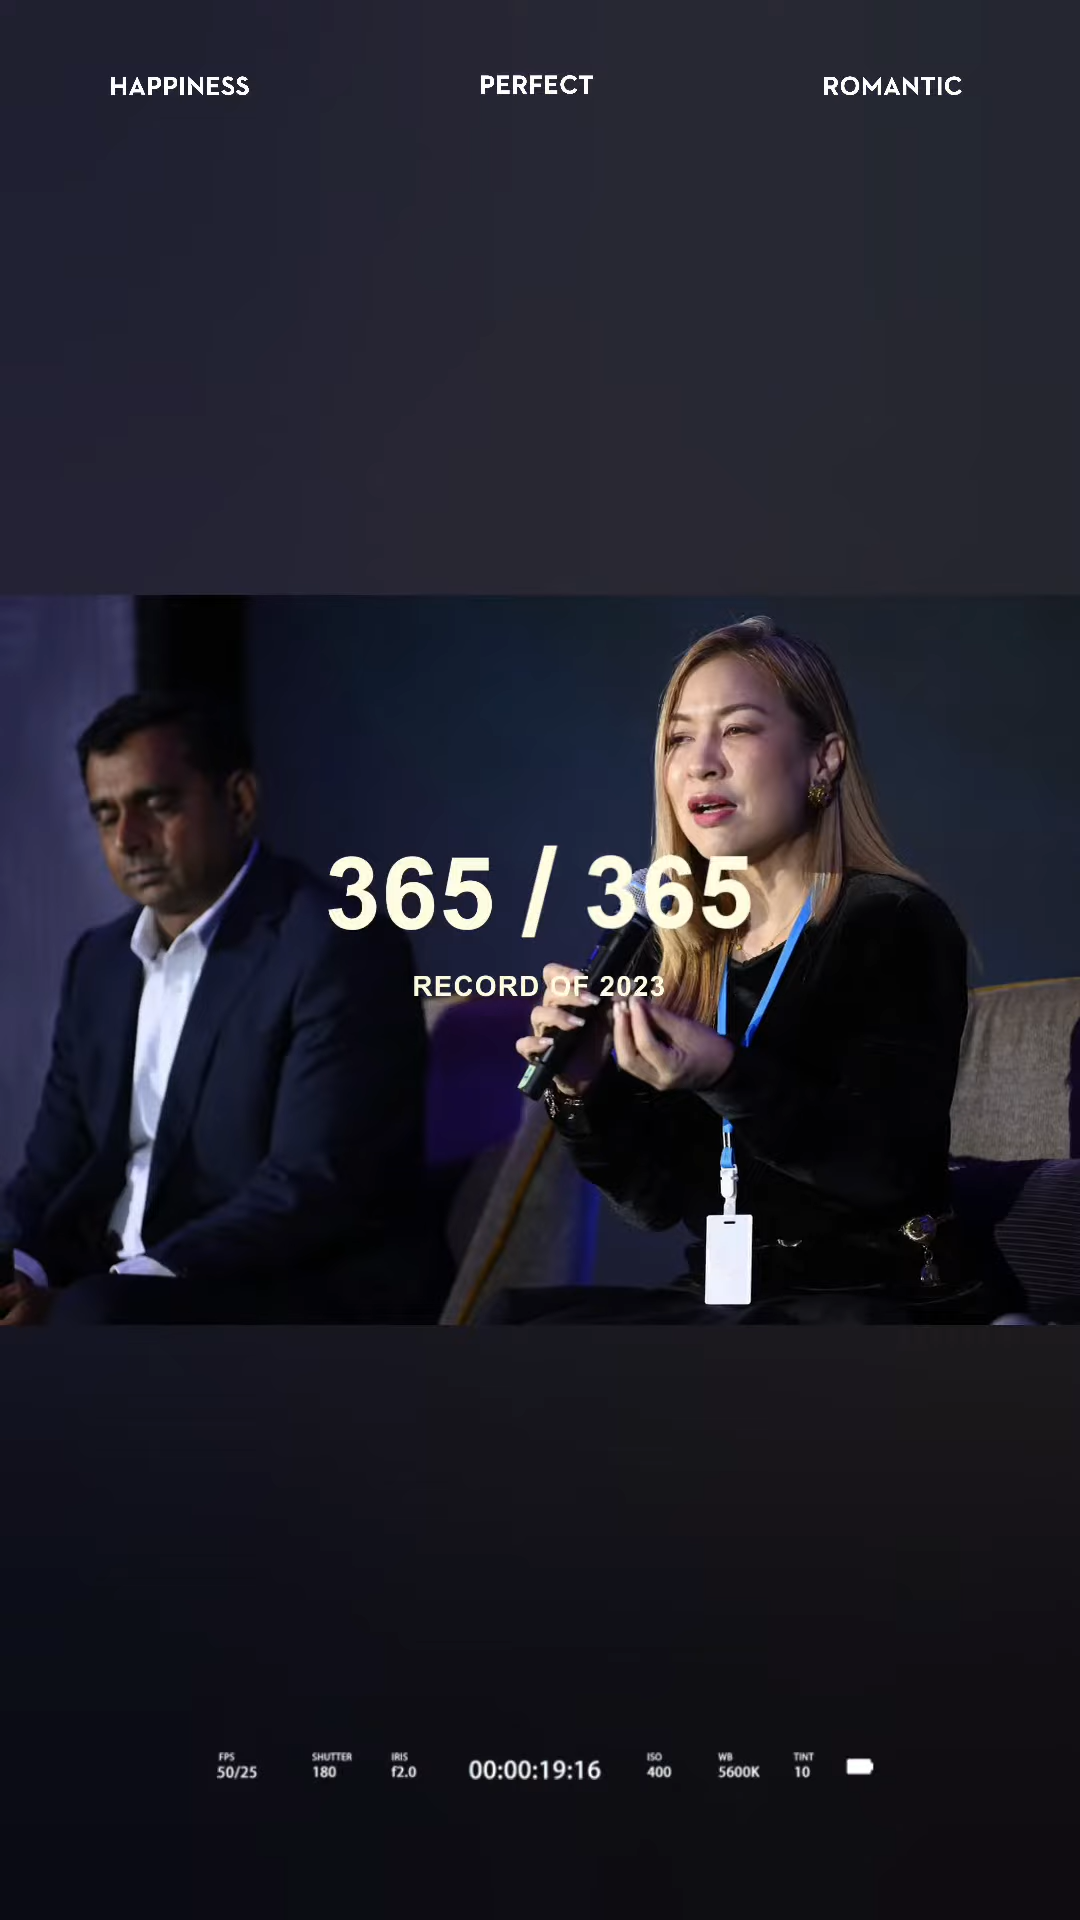 HAPPINESS PERFECT ROMANTIC
365 / 365
RECORD OF 2023
FPS SHUTTER IRIS ISO WB TINT
50/25 180 f2.0 00:00:19:16 400 5600K 10